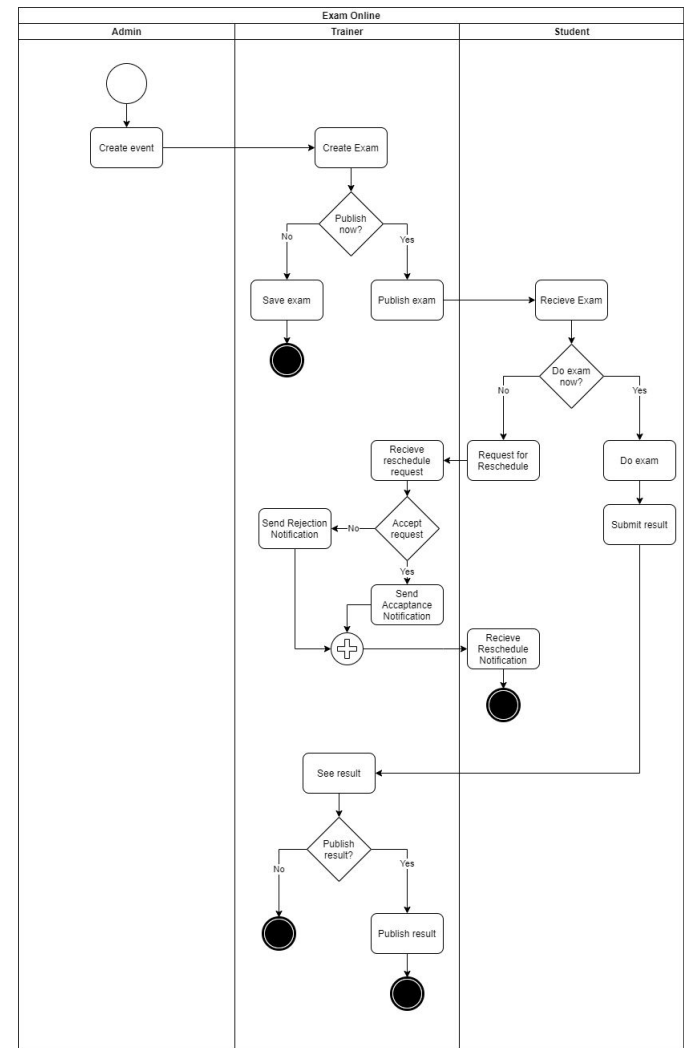 Exam Online
Admin
Trainer
Student
Create event
Create Exam
Publish
now?
No
Yes
Save exam
Publish exam
Recieve Exam
Do exam
now?
No
Yes
Recieve
reschedule
request
Request for
Reschedule
Do exam
Send Rejection
Notification
No
Accept
request
Submit result
Yes
Send
Accaptance
Notification
Recieve
Reschedule
Notification
See result
Publish
result?
No
Yes
Publish result